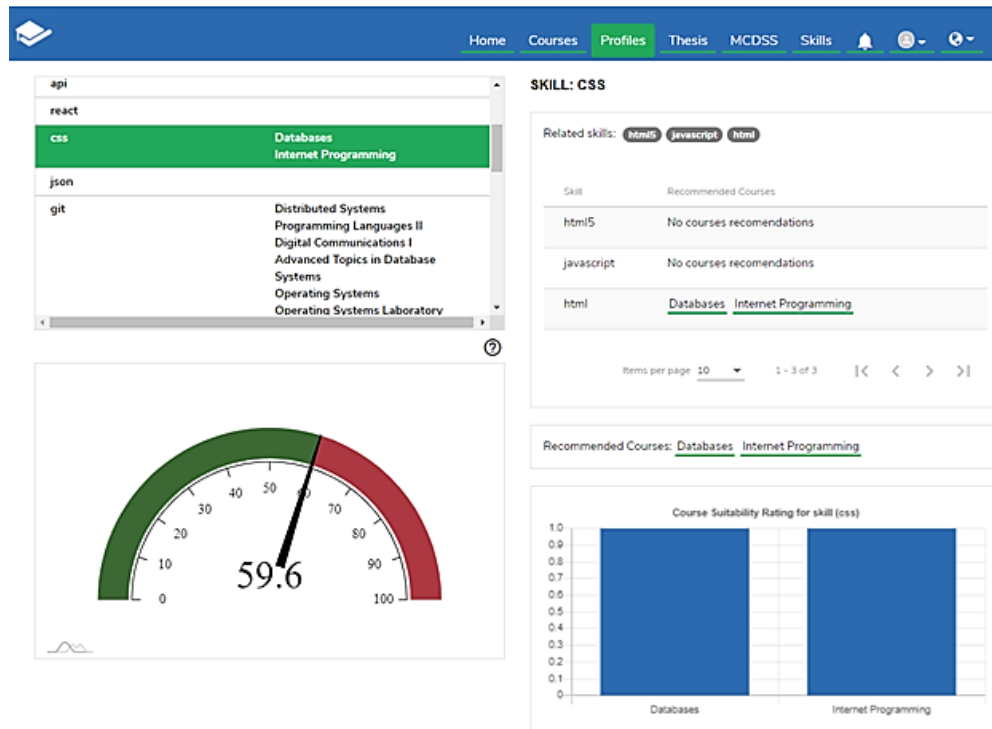 Home Courses Profiles Thesis MCDSS Skills
api
react
css Databases
Internet Programming
json
git Distributed Systems
Programming Languages II
Digital Communications I
Advanced Topics in Database
Systems
Operating Systems
Operating Systems Laboratory
0
10
20
30
40
50
60
70
80
90
100
59.6
SKILL: CSS
Related skills: html5 javascript html
Skill Recommended Courses
html5 No courses recomendations
javascript No courses recomendations
html Databases Internet Programming
Items per page 10 1 - 3 of 3
Recommended Courses: Databases Internet Programming
Course Suitability Rating for skill (css)
1.0
0.9
0.8
0.7
0.6
0.5
0.4
0.3
0.2
0.1
0
Databases Internet Programming